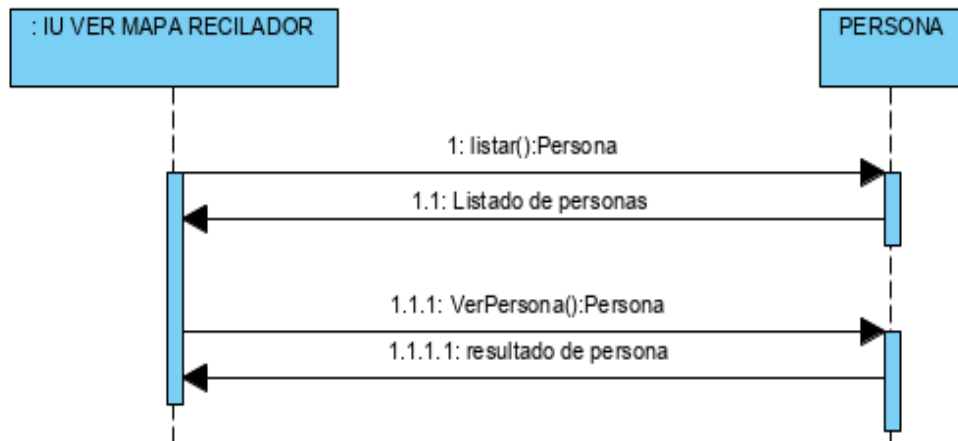 : IU VER MAPA RECILADOR
PERSONA
1: listar():Persona
1.1: Listado de personas
1.1.1: VerPersona():Persona
1.1.1.1: resultado de persona